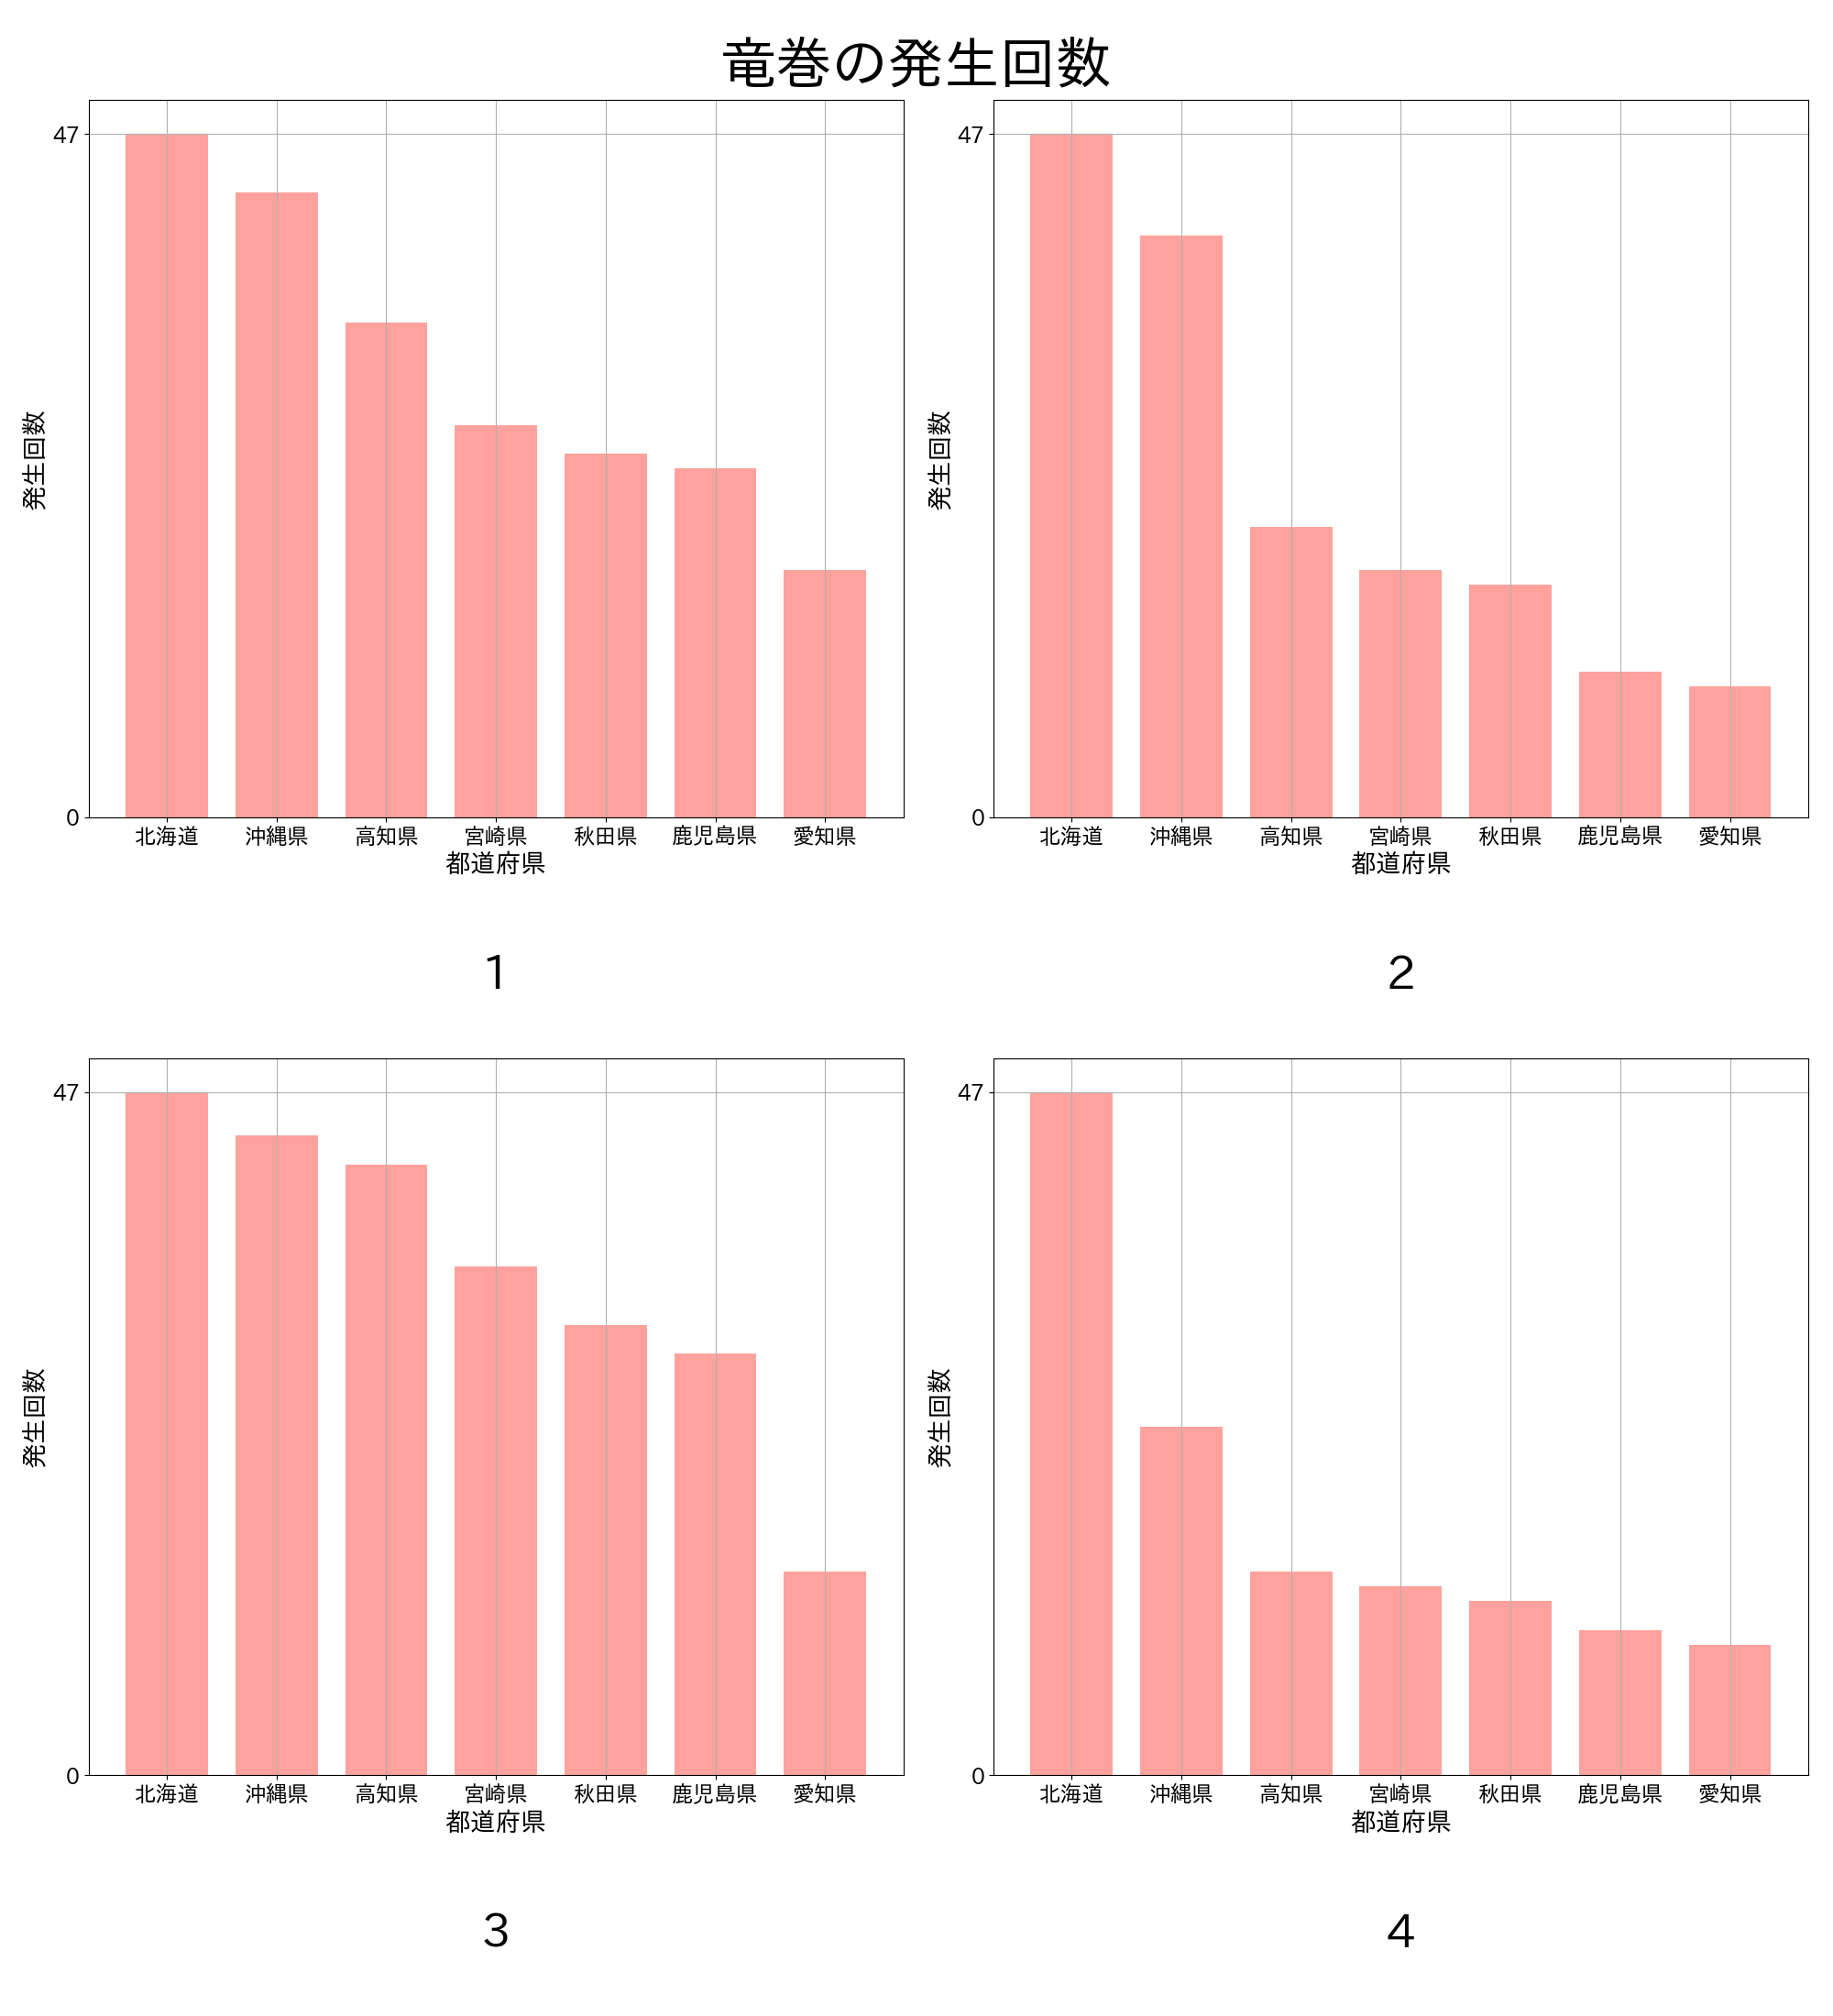 竜巻の発生回数
47
0
発生回数
北海道 沖縄県 高知県 宮崎県 秋田県 鹿児島県 愛知県
都道府県
1
47
0
発生回数
北海道 沖縄県 高知県 宮崎県 秋田県 鹿児島県 愛知県
都道府県
2
47
0
発生回数
北海道 沖縄県 高知県 宮崎県 秋田県 鹿児島県 愛知県
都道府県
3
47
0
発生回数
北海道 沖縄県 高知県 宮崎県 秋田県 鹿児島県 愛知県
都道府県
4